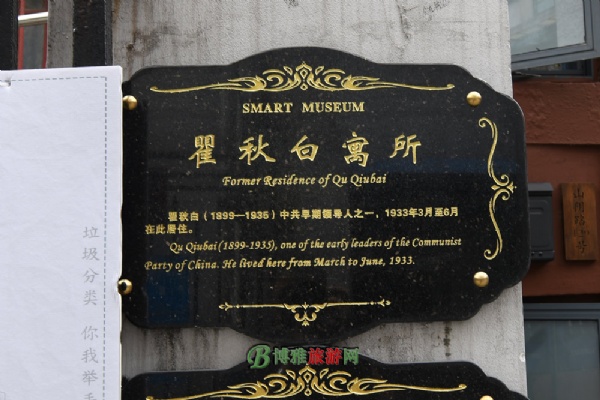 SMART MUSEUM
瞿秋白寓所
Former Residence of Qu Qiubai
瞿秋白（1899—1935）中共早期领导人之一，1933年3月至6月
在此居住。
Qu Qiubai (1899-1935), one of the early leaders of the Communist
Party of China. He lived here from March to June, 1933.
垃圾分类 你我举手
博雅旅游网